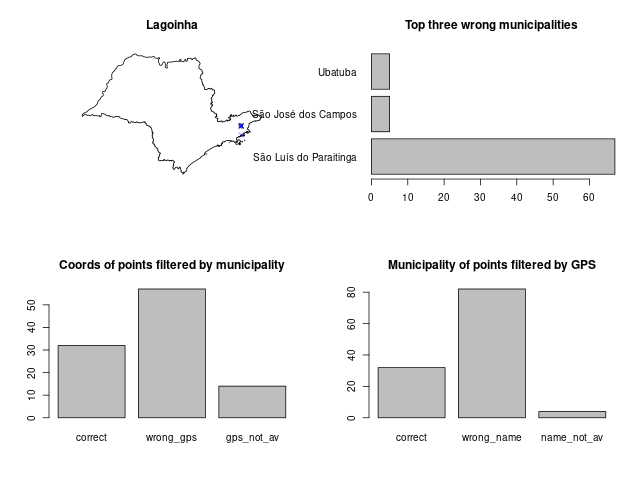 Lagoinha
Top three wrong municipalities
Ubatuba
São José dos Campos
São Luís do Paraitinga
0 10 20 30 40 50 60
Coords of points filtered by municipality
50
40
30
20
10
0
correct wrong_gps gps_not_av
Municipality of points filtered by GPS
80
60
40
20
0
correct wrong_name name_not_av